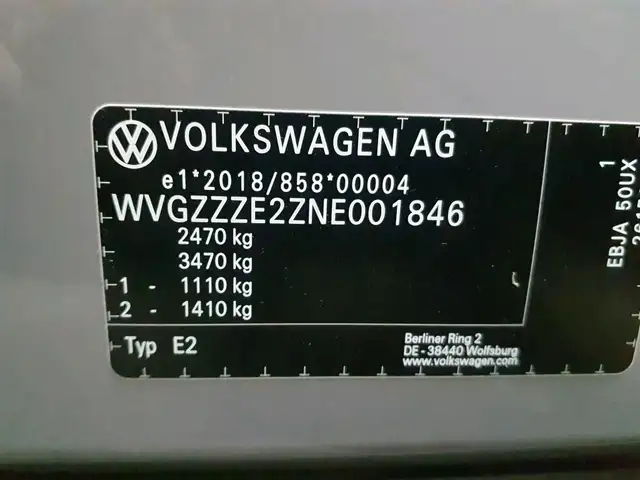 VOLKSWAGEN AG
e1*2018/858*00004
WVGZZZE2ZNE001846
2470 kg
3470 kg
1 - 1110 kg
2 - 1410 kg
Typ E2
Berliner Ring 2
DE - 38440 Wolfsburg
www.volkswagen.com
1
EBJA 50UX